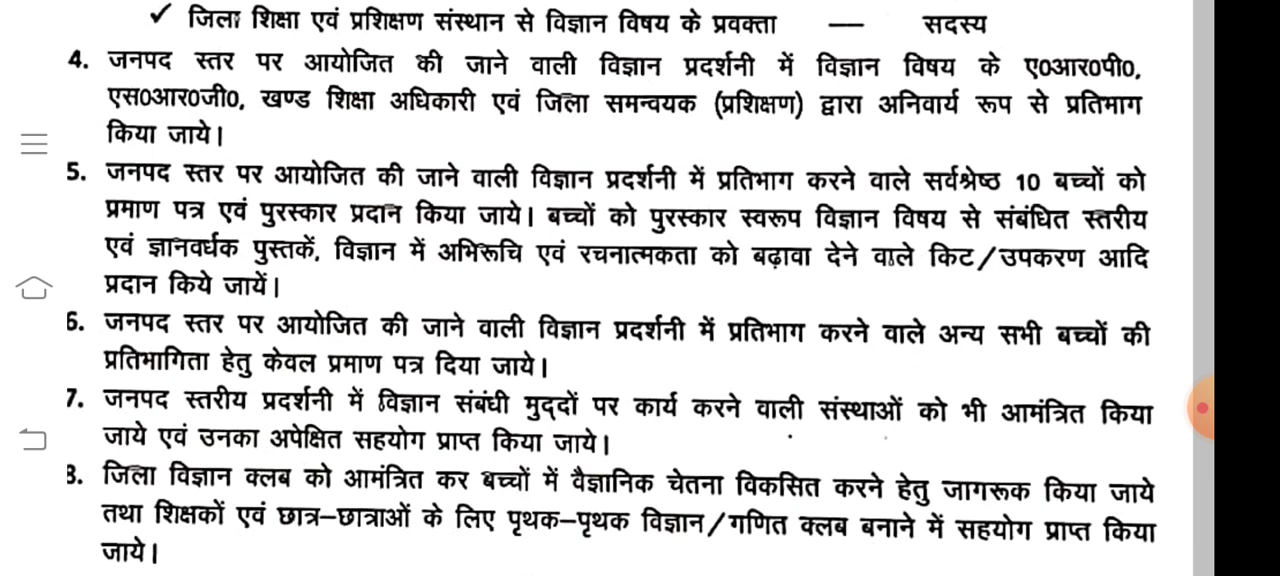 ✓ जिला शिक्षा एवं प्रशिक्षण संस्थान से विज्ञान विषय के प्रवक्ता — सदस्य
4. जनपद स्तर पर आयोजित की जाने वाली विज्ञान प्रदर्शनी में विज्ञान विषय के ए0आर0पी0,
एस0आर0जी0, खण्ड शिक्षा अधिकारी एवं जिला समन्वयक (प्रशिक्षण) द्वारा अनिवार्य रूप से प्रतिभाग
किया जाये।
5. जनपद स्तर पर आयोजित की जाने वाली विज्ञान प्रदर्शनी में प्रतिभाग करने वाले सर्वश्रेष्ठ 10 बच्चों को
प्रमाण पत्र एवं पुरस्कार प्रदान किया जाये। बच्चों को पुरस्कार स्वरूप विज्ञान विषय से संबंधित स्तरीय
एवं ज्ञानवर्धक पुस्तकें, विज्ञान में अभिरूचि एवं रचनात्मकता को बढ़ावा देने वाले किट/उपकरण आदि
प्रदान किये जायें।
6. जनपद स्तर पर आयोजित की जाने वाली विज्ञान प्रदर्शनी में प्रतिभाग करने वाले अन्य सभी बच्चों की
प्रतिभागिता हेतु केवल प्रमाण पत्र दिया जाये।
7. जनपद स्तरीय प्रदर्शनी में विज्ञान संबंधी मुद्दों पर कार्य करने वाली संस्थाओं को भी आमंत्रित किया
जाये एवं उनका अपेक्षित सहयोग प्राप्त किया जाये।
8. जिला विज्ञान क्लब को आमंत्रित कर बच्चों में वैज्ञानिक चेतना विकसित करने हेतु जागरूक किया जाये
तथा शिक्षकों एवं छात्र–छात्राओं के लिए पृथक–पृथक विज्ञान/गणित क्लब बनाने में सहयोग प्राप्त किया
जाये।